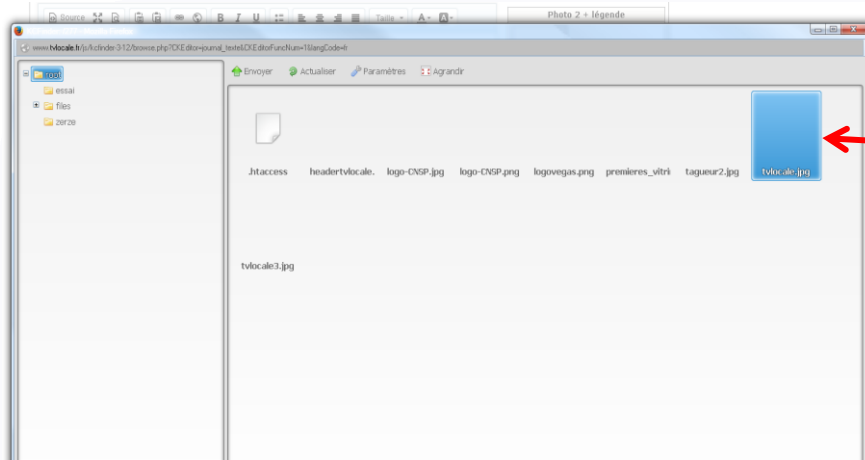 Source B I U Taille A A
Photo 2 + légende
www.tvlocale.fr/js/kcfinder-3-12/browse.php?CKEditor=journal_texte&CKEditorFuncNum=1&langCode=fr
root
essai
files
zerze
Envoyer Actualiser Paramètres Agrandir
.htaccess headertvlocale. logo-CNSP.jpg logo-CNSP.png logovegas.png premieres_vitri tagueur2.jpg tvlocale.jpg
tvlocale3.jpg